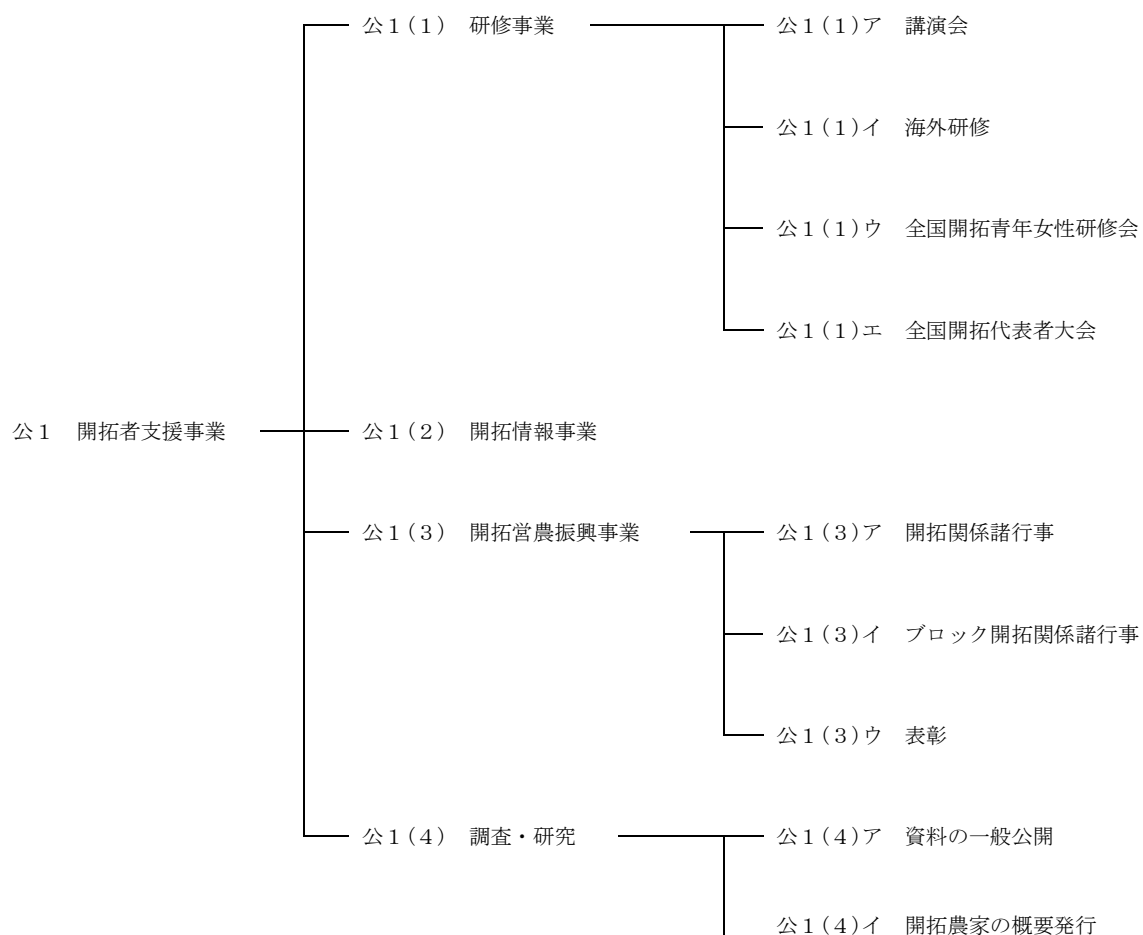 公１(１)　研修事業
公１(１)ア　講演会
公１(１)イ　海外研修
公１(１)ウ　全国開拓青年女性研修会
公１(１)エ　全国開拓代表者大会
公１　開拓者支援事業
公１(２)　開拓情報事業
公１(３)　開拓営農振興事業
公１(３)ア　開拓関係諸行事
公１(３)イ　ブロック開拓関係諸行事
公１(３)ウ　表彰
公１(４)　調査・研究
公１(４)ア　資料の一般公開
公１(４)イ　開拓農家の概要発行